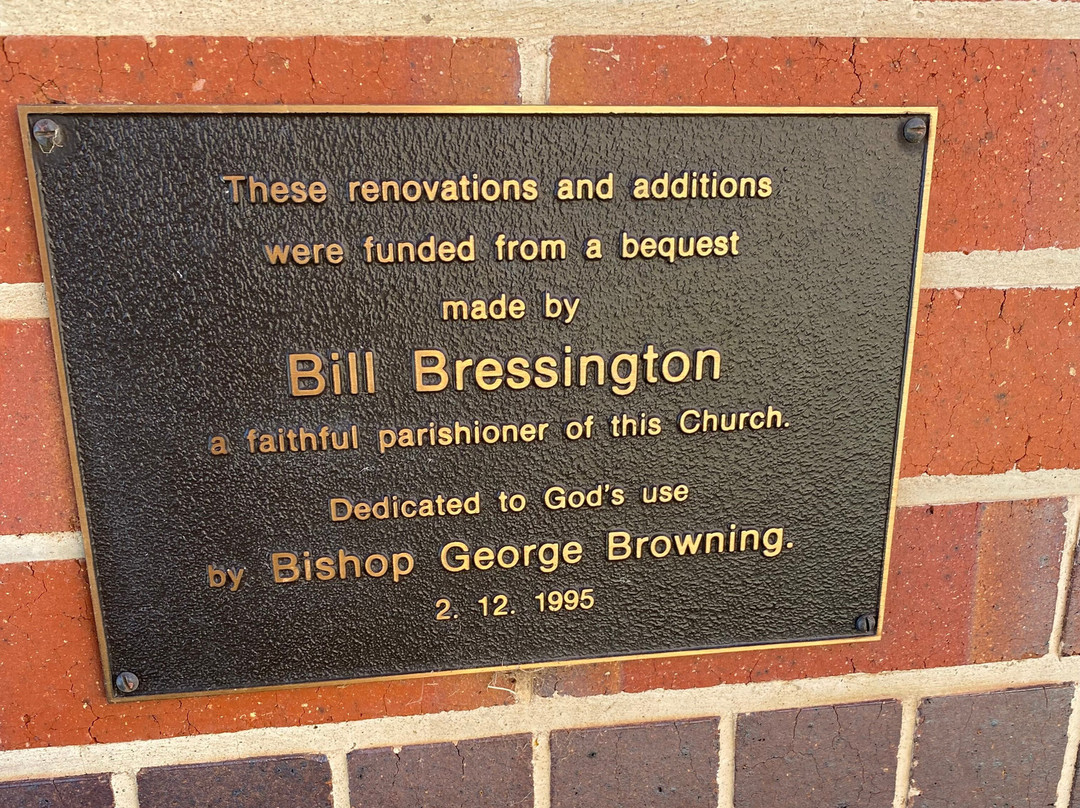 These renovations and additions
were funded from a bequest
made by
Bill Bressington
a faithful parishioner of this Church.
Dedicated to God's use
by Bishop George Browning.
2. 12. 1995